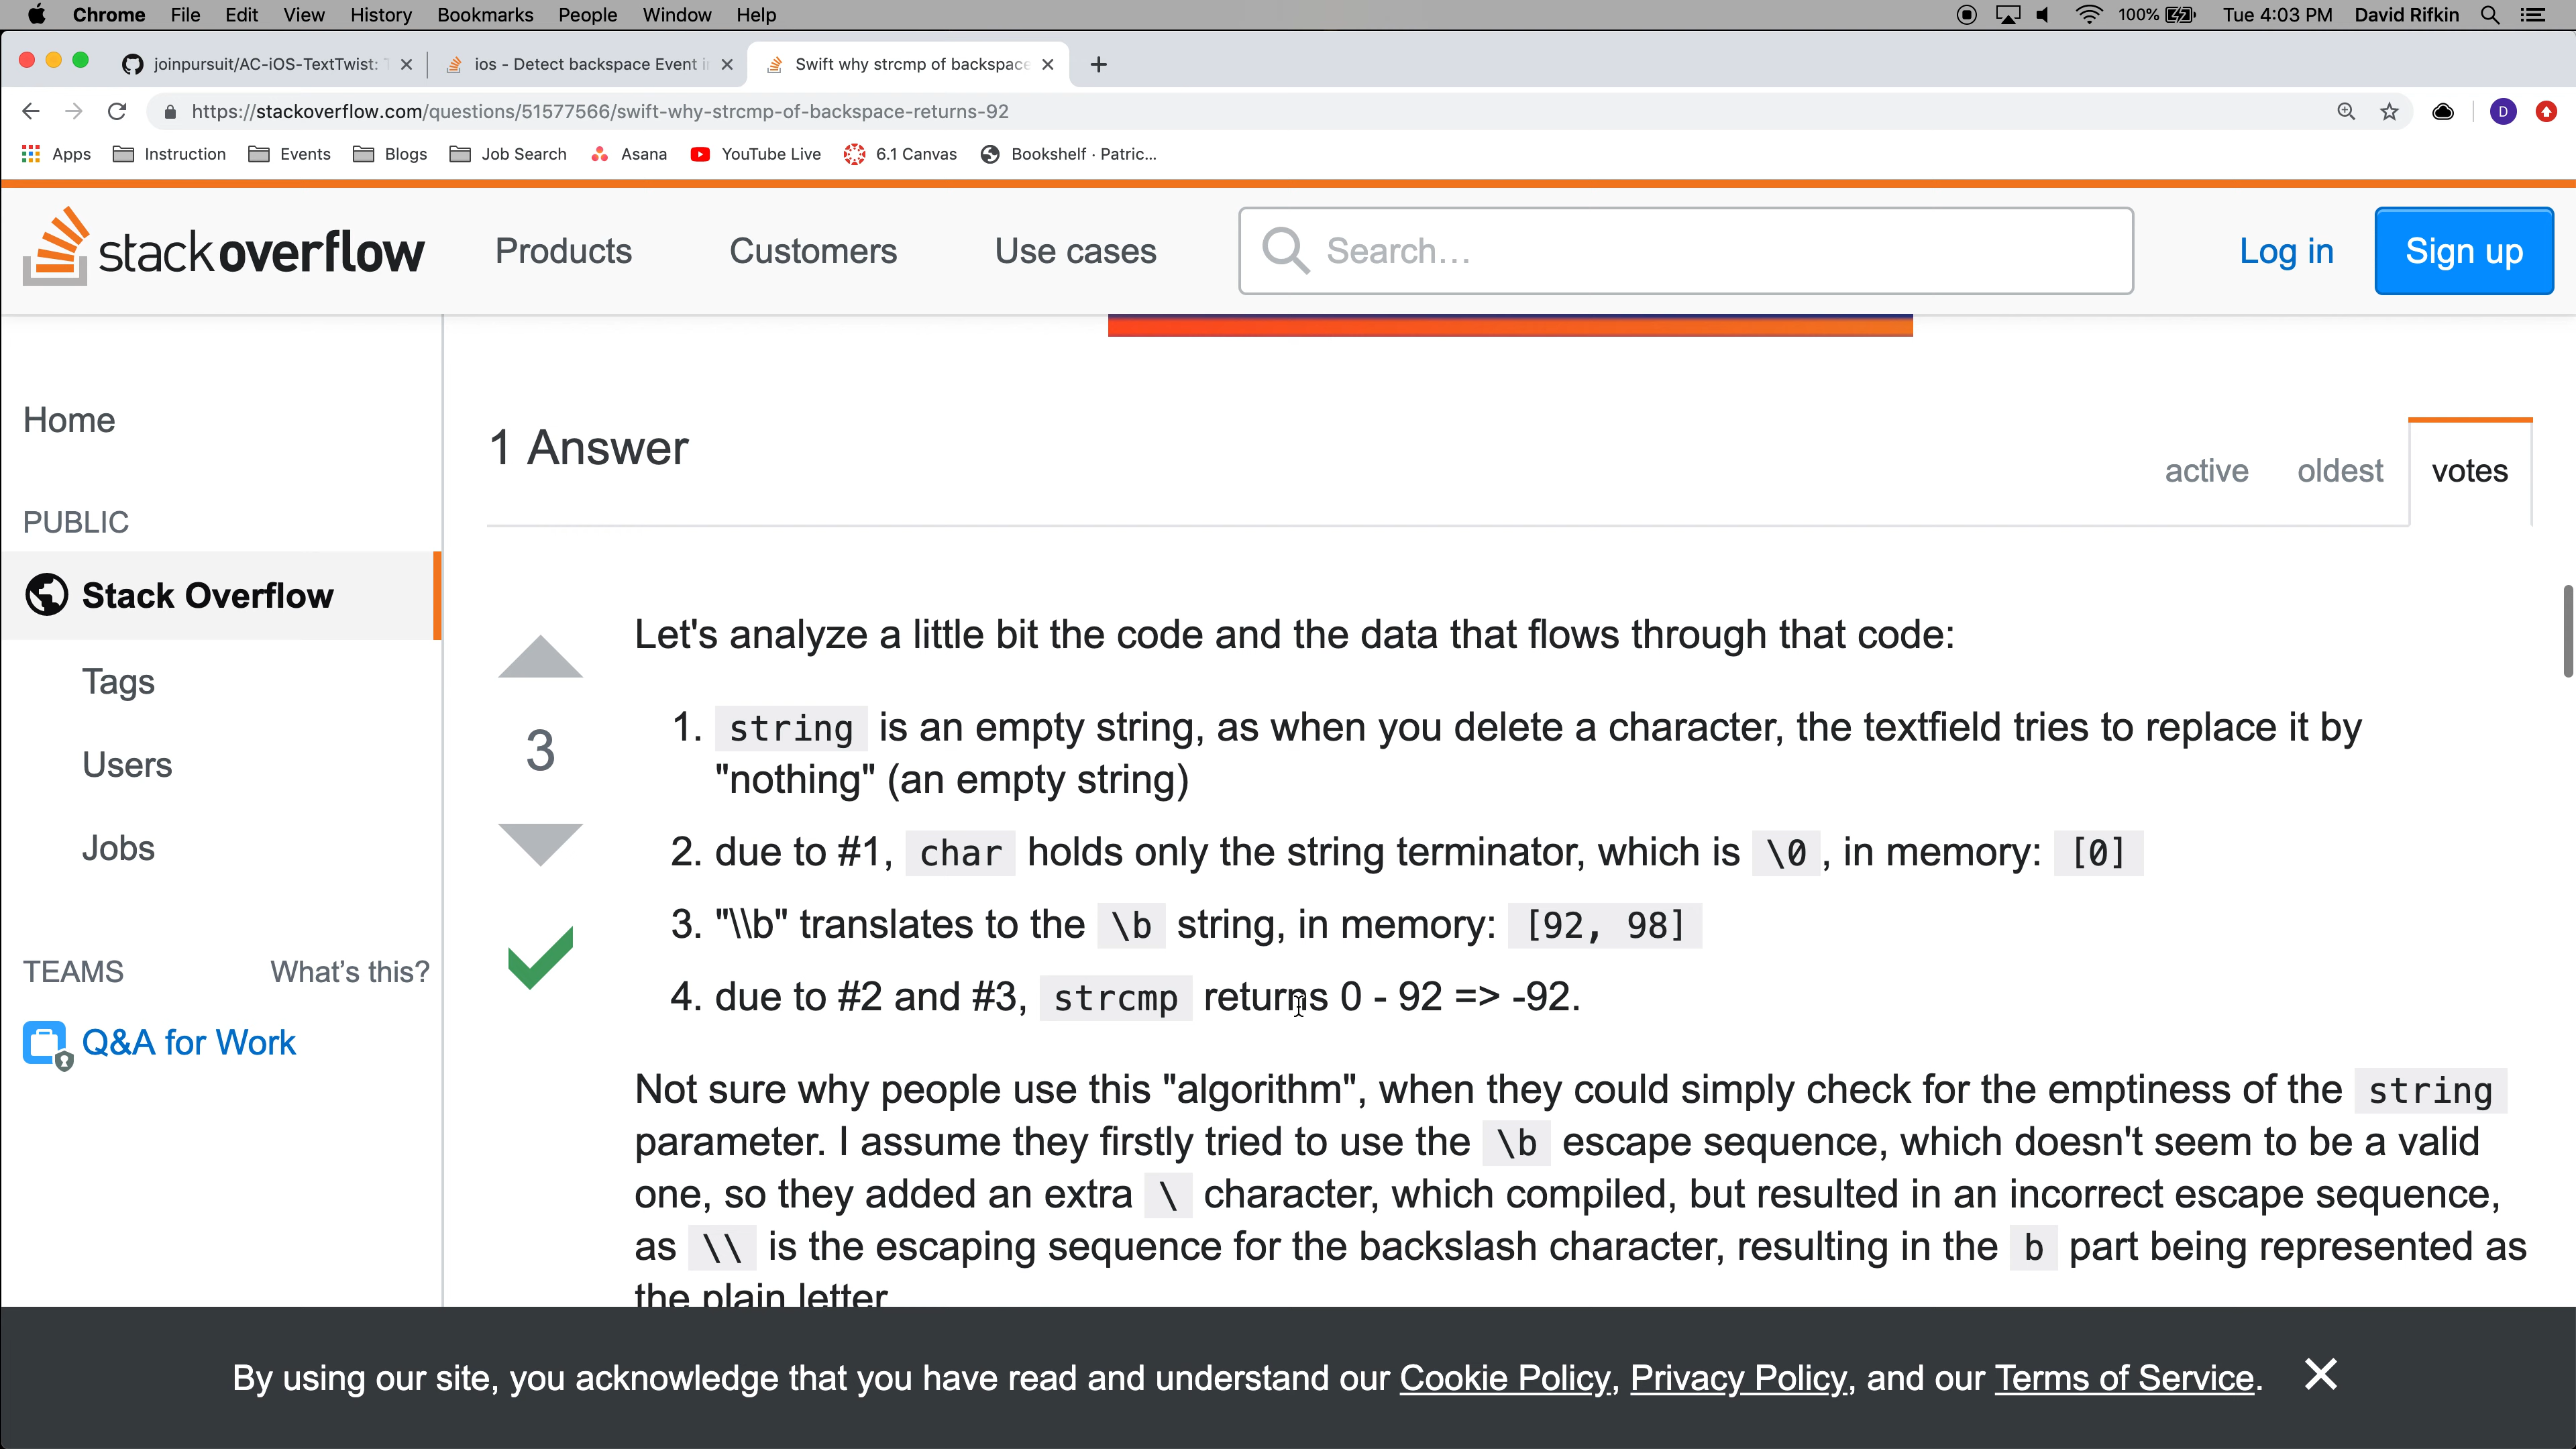 Chrome File Edit View History Bookmarks People Window Help 100% Tue 4:03 PM David Rifkin
joinpursuit/AC-iOS-TextTwist: ios - Detect backspace Event i Swift why strcmp of backspace
https://stackoverflow.com/questions/51577566/swift-why-strcmp-of-backspace-returns-92 D
Apps Instruction Events Blogs Job Search Asana YouTube Live 6.1 Canvas Bookshelf · Patric...
stackoverflow Products Customers Use cases Search... Log in Sign up
Home
PUBLIC
Stack Overflow
Tags
Users
Jobs
TEAMS What's this?
Q&A for Work
1 Answer
active oldest votes
3
Let's analyze a little bit the code and the data that flows through that code:
1. string is an empty string, as when you delete a character, the textfield tries to replace it by
"nothing" (an empty string)
2. due to #1, char holds only the string terminator, which is \0 , in memory: [0]
3. "\\b" translates to the \b string, in memory: [92, 98]
4. due to #2 and #3, strcmp returns 0 - 92 => -92.
Not sure why people use this "algorithm", when they could simply check for the emptiness of the string
parameter. I assume they firstly tried to use the \b escape sequence, which doesn't seem to be a valid
one, so they added an extra \ character, which compiled, but resulted in an incorrect escape sequence,
as \\ is the escaping sequence for the backslash character, resulting in the b part being represented as
the plain letter
By using our site, you acknowledge that you have read and understand our Cookie Policy, Privacy Policy, and our Terms of Service.